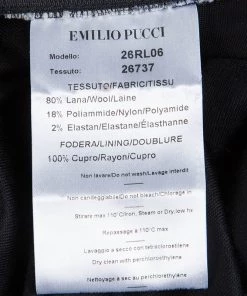 EMILIO PUCCI
Modello: 26RL06
Tessuto: 26737
TESSUTO/FABRIC/TISSU
80% Lana/Wool/Laine
18% Poliammide/Nylon/Polyamide
2% Elastan/Elastane/Élasthanne
FODERA/LINING/DOUBLURE
100% Cupro/Rayon/Cupro
Non lavare/Do not wash/Lavage interdit
Non candeggiabile/Do not bleach/Chlorage in
Stirare max 110°C/Iron, Steam or Dry, low
Repassage à 110°C max
Lavaggio a secco con tetracloroetilene
Dry clean with perchlorethylene
Nettoyage à sec au perchloréthylène